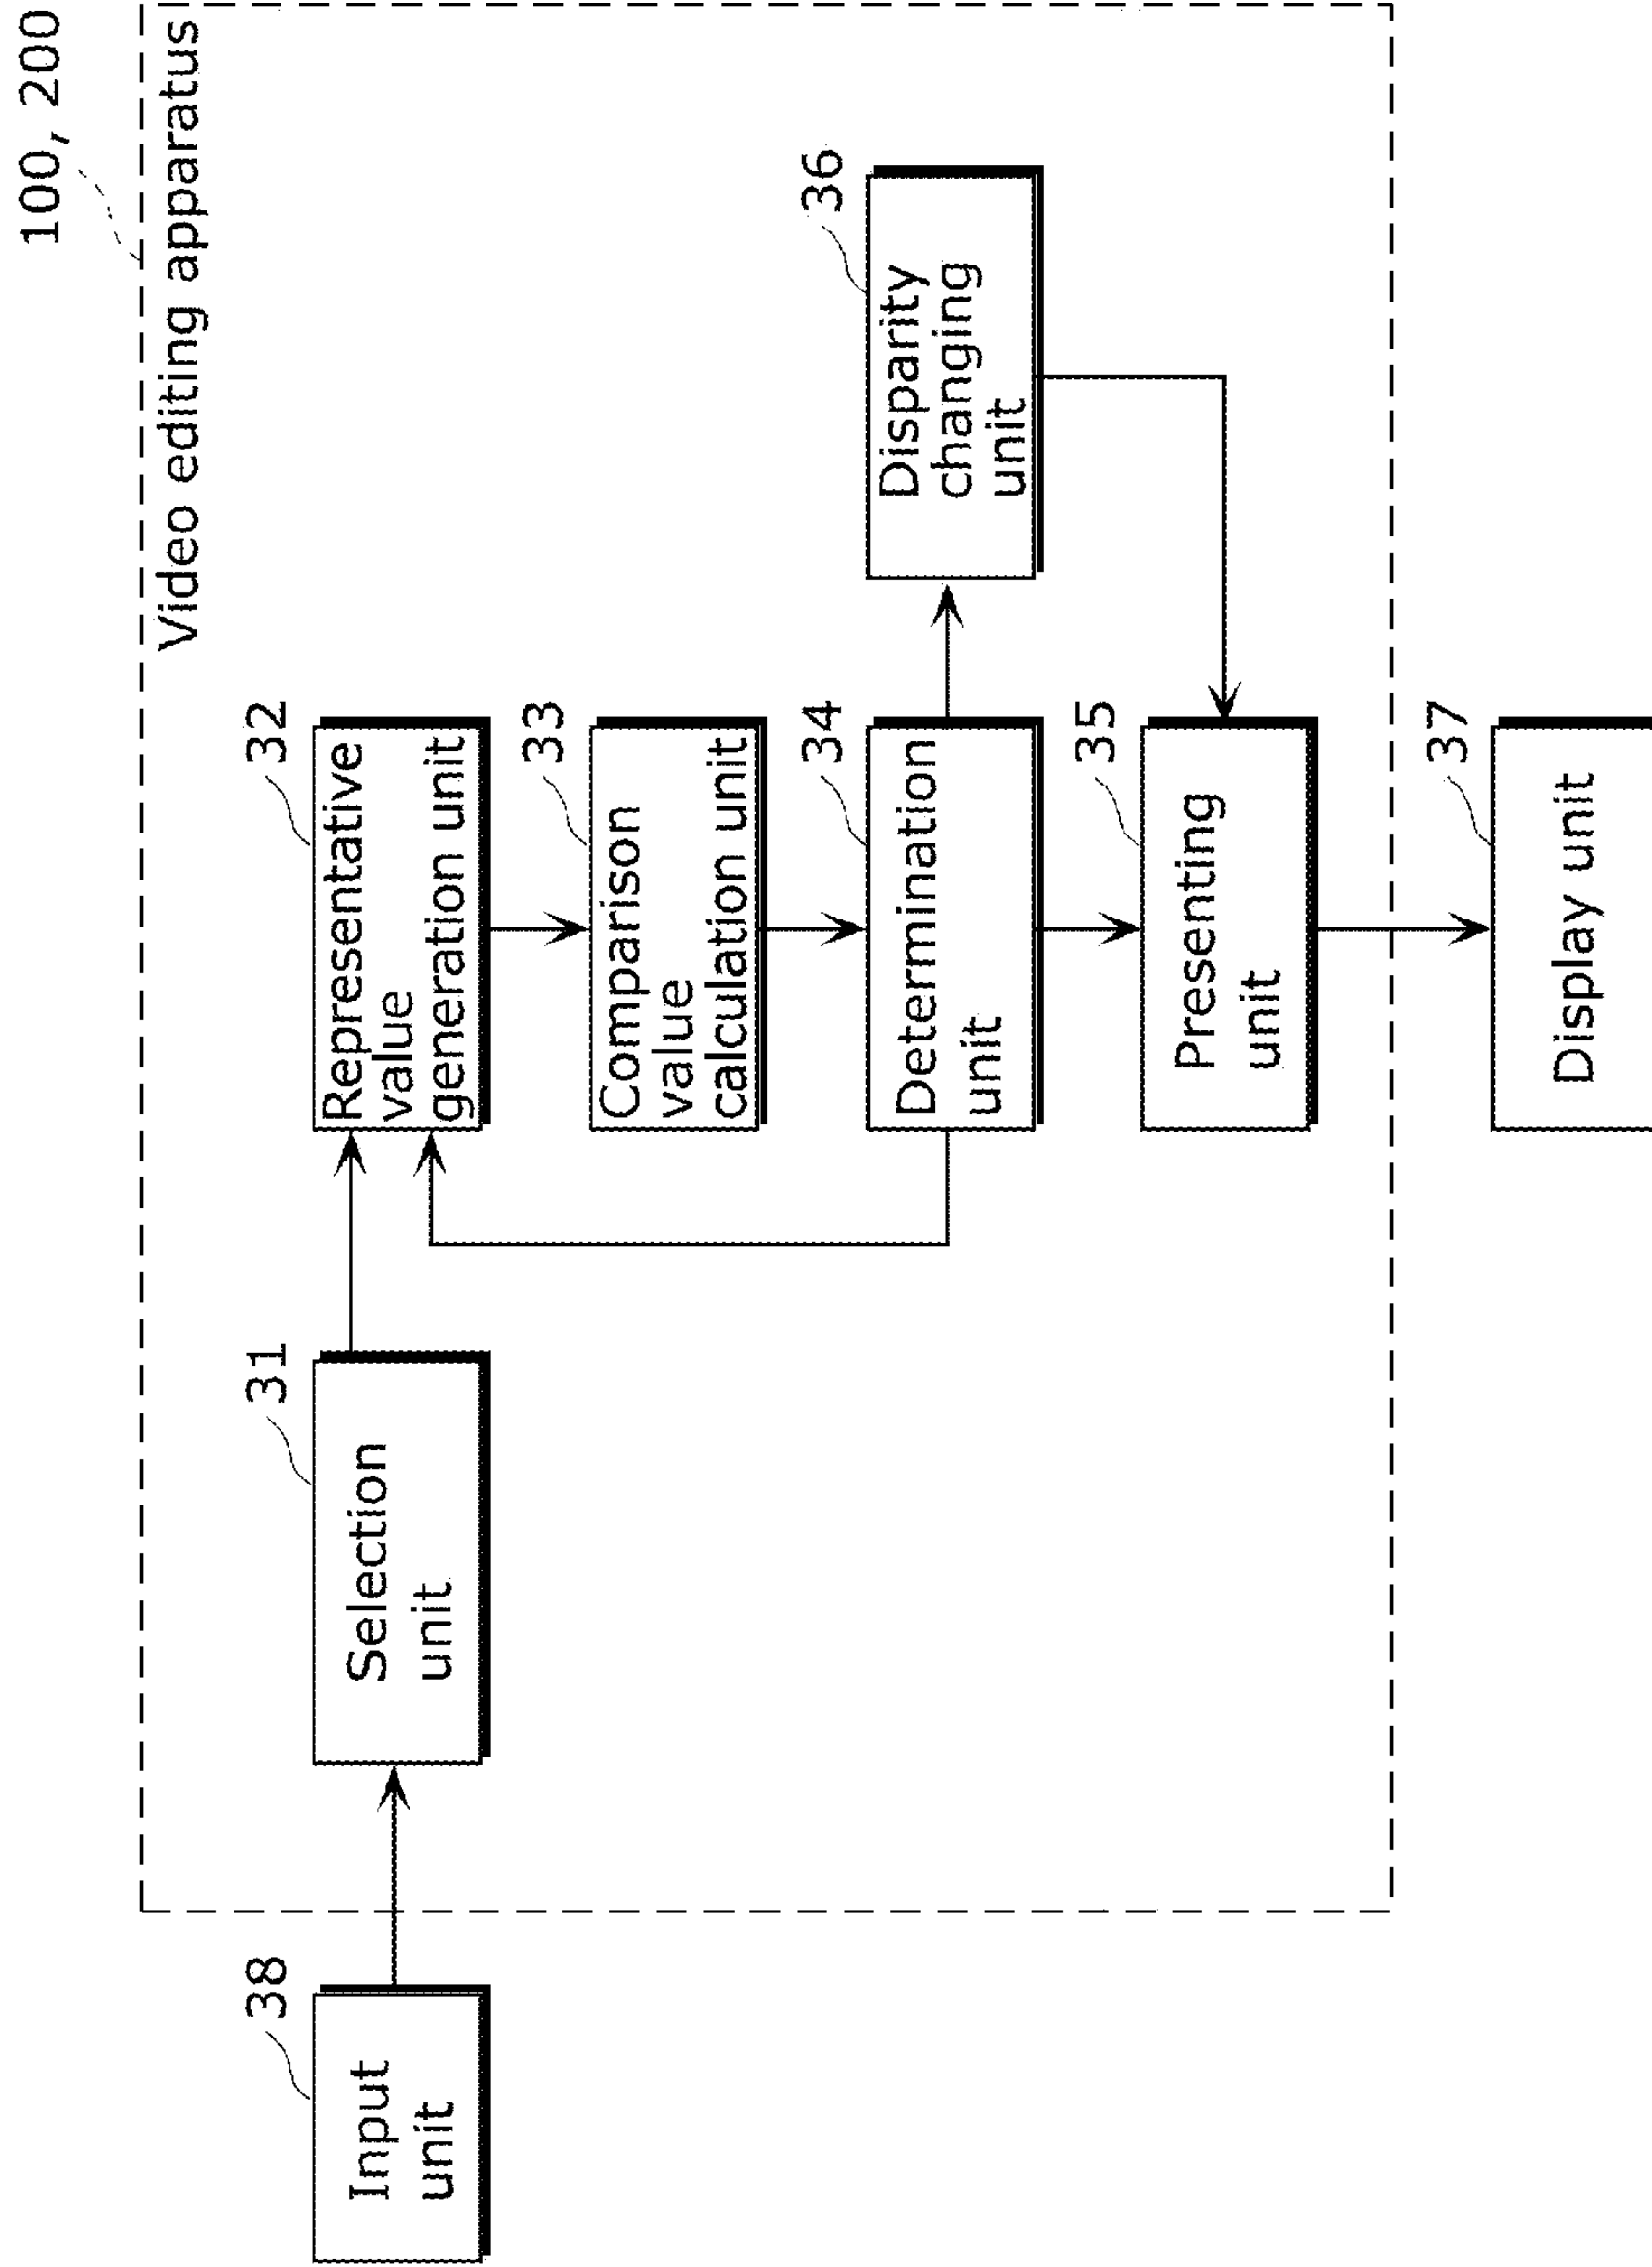 100, 200
Video editing apparatus
38
Input
unit
31
Selection
unit
32
Representative
value
generation unit
33
Comparison
value
calculation unit
34
Determination
unit
36
Disparity
changing
unit
35
Presenting
unit
37
Display unit